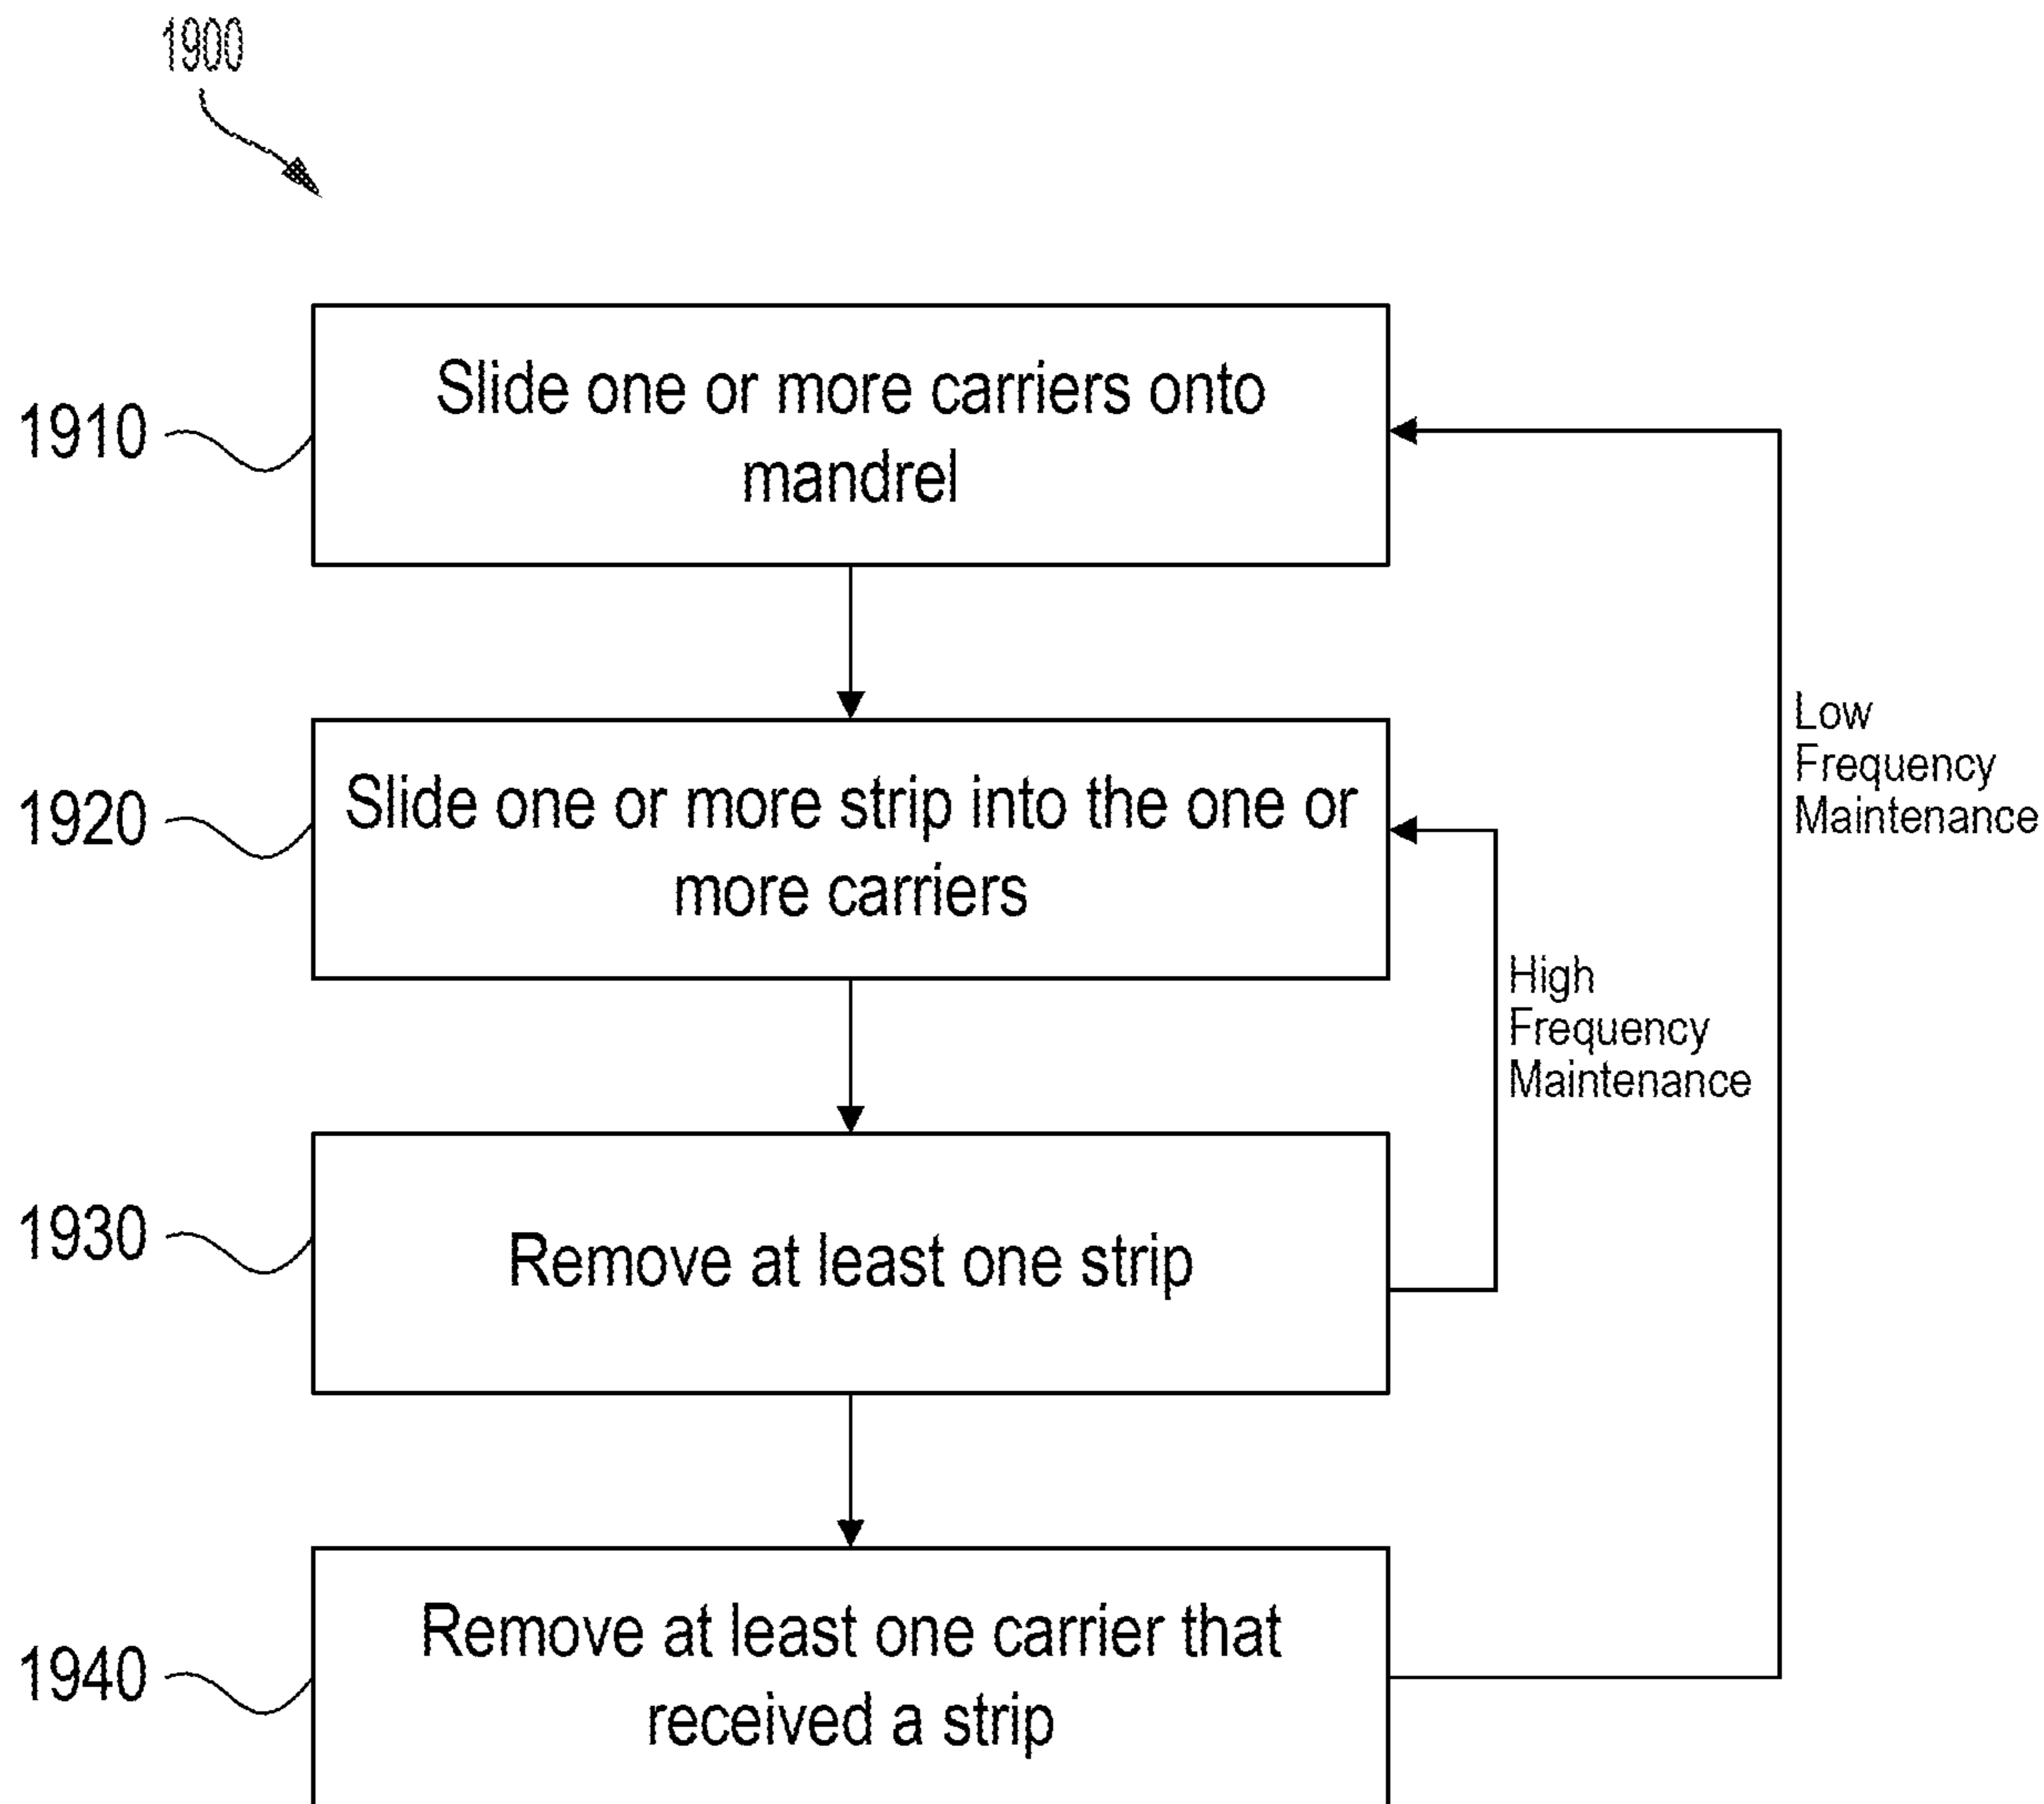 1900
1910
Slide one or more carriers onto
mandrel
1920
Slide one or more strip into the one or
more carriers
Low
Frequency
Maintenance
High
Frequency
Maintenance
1930
Remove at least one strip
1940
Remove at least one carrier that
received a strip